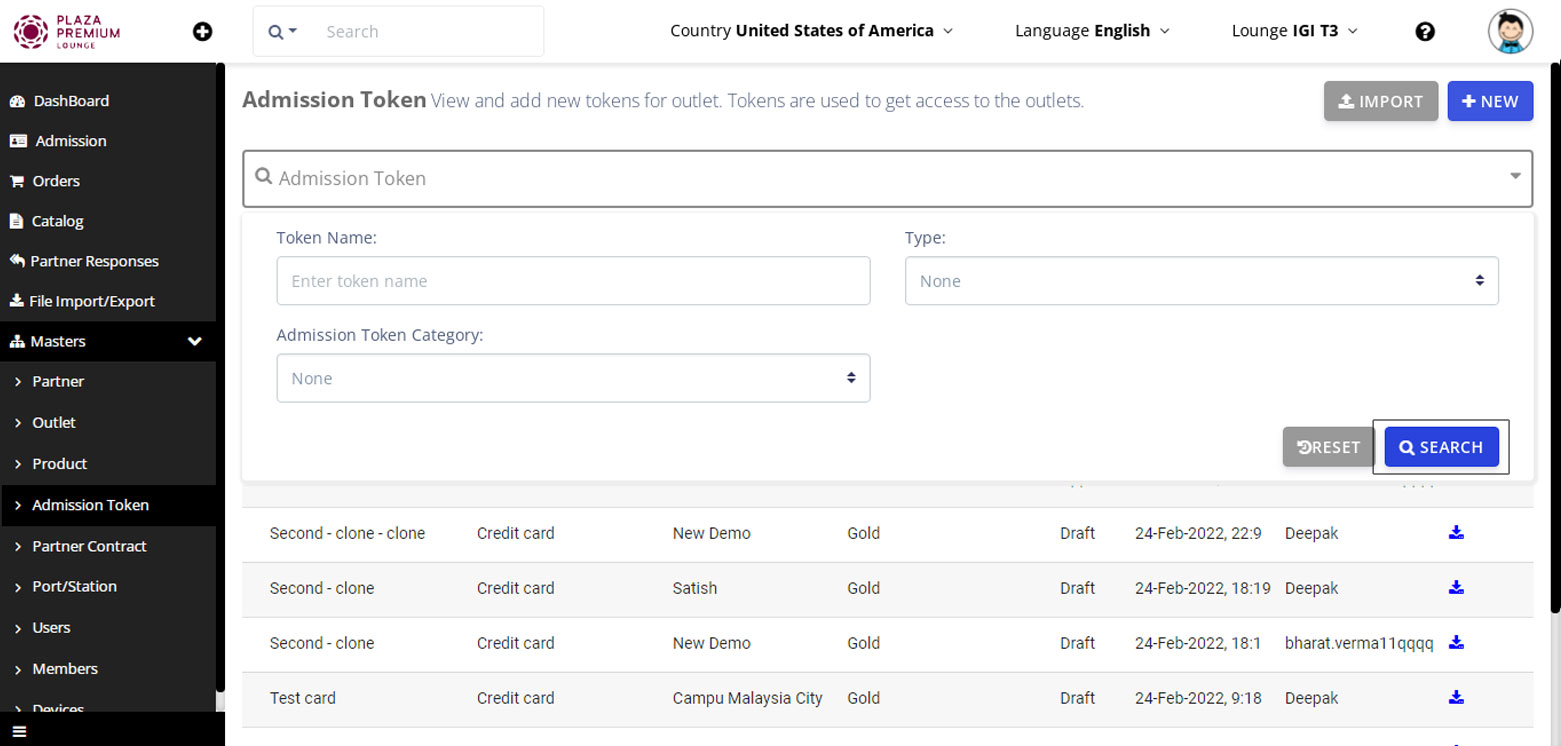 PLAZA
PREMIUM
LOUNGE
Search
Country United States of America
Language English
Lounge IGI T3
DashBoard
Admission
Orders
Catalog
Partner Responses
File Import/Export
Masters
Partner
Outlet
Product
Admission Token
Partner Contract
Port/Station
Users
Members
Devices
Admission Token View and add new tokens for outlet. Tokens are used to get access to the outlets.
IMPORT
NEW
Admission Token
Token Name:
Type:
Enter token name
None
Admission Token Category:
None
RESET
SEARCH
Second - clone - clone Credit card New Demo Gold Draft 24-Feb-2022, 22:9 Deepak
Second - clone Credit card Satish Gold Draft 24-Feb-2022, 18:19 Deepak
Second - clone Credit card New Demo Gold Draft 24-Feb-2022, 18:1 bharat.verma11qqqq
Test card Credit card Campu Malaysia City Gold Draft 24-Feb-2022, 9:18 Deepak